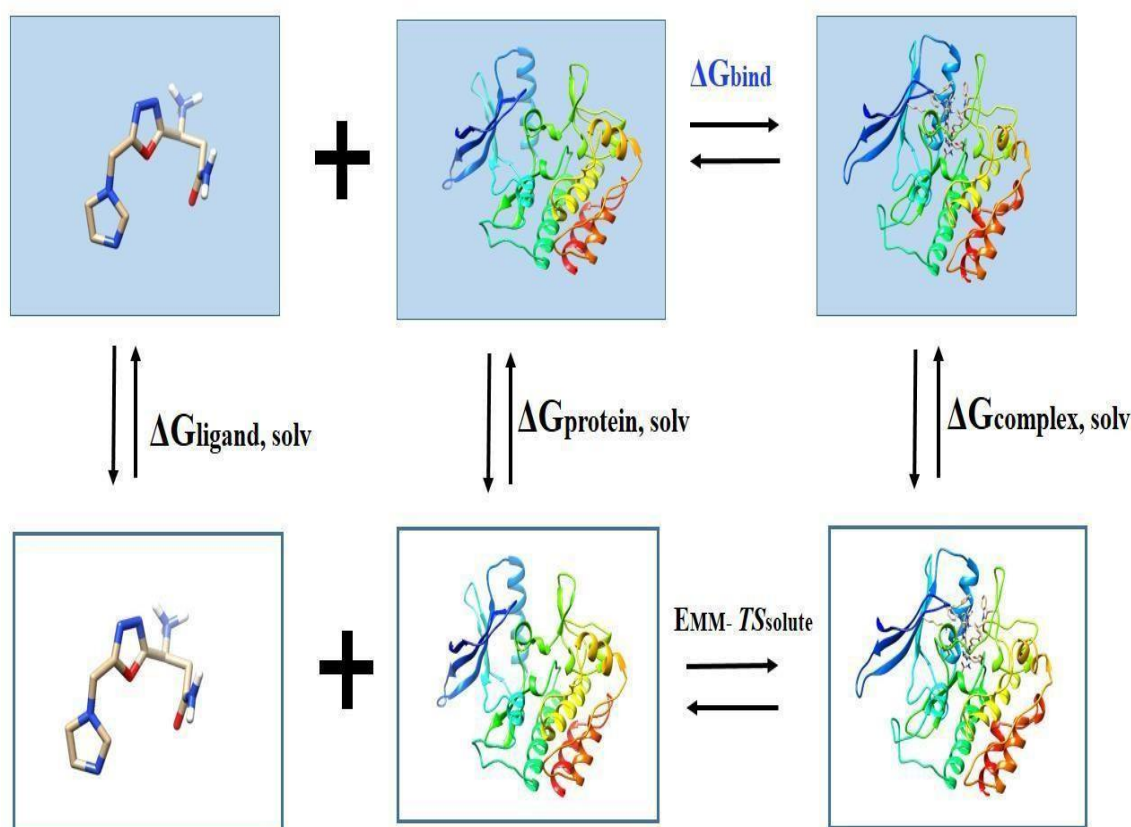 +
ΔGbind
ΔGligand, solv
ΔGprotein, solv
ΔGcomplex, solv
+
EMM- TSsolute